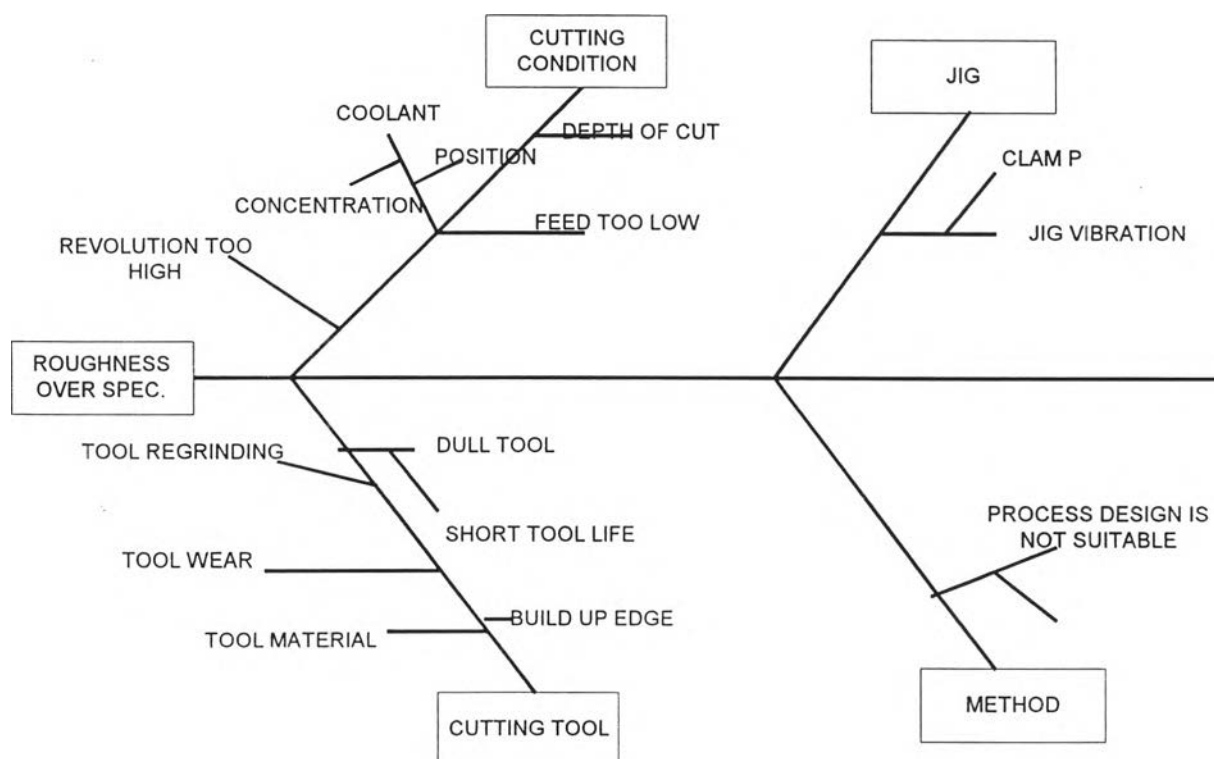 CUTTING
CONDITION
JIG
COOLANT
DEPTH OF CUT
POSITION
CLAM P
CONCENTRATION
FEED TOO LOW
JIG VIBRATION
REVOLUTION TOO
HIGH
ROUGHNESS
OVER SPEC.
TOOL REGRINDING
DULL TOOL
SHORT TOOL LIFE
PROCESS DESIGN IS
NOT SUITABLE
TOOL WEAR
BUILD UP EDGE
TOOL MATERIAL
METHOD
CUTTING TOOL